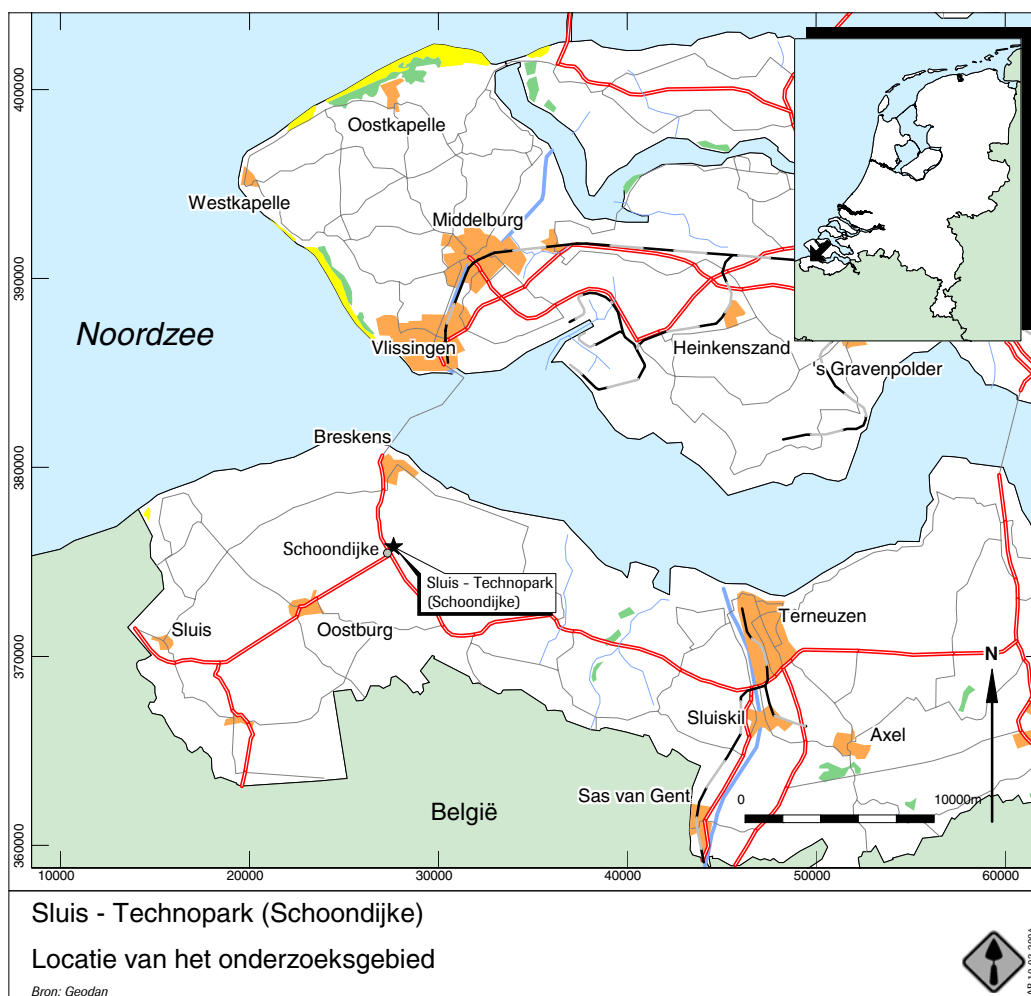 400000
390000
380000
370000
360000
Oostkapelle
Westkapelle
Middelburg
Noordzee
Vlissingen
Heinkenszand
's Gravenpolder
Breskens
Schoondijke
Sluis - Technopark
(Schoondijke)
Sluis
Oostburg
Terneuzen
N
Sluiskil
Axel
Sas van Gent
0
10000m
België
10000
20000
30000
40000
50000
60000
Sluis - Technopark (Schoondijke)
Locatie van het onderzoeksgebied
Bron: Geodan